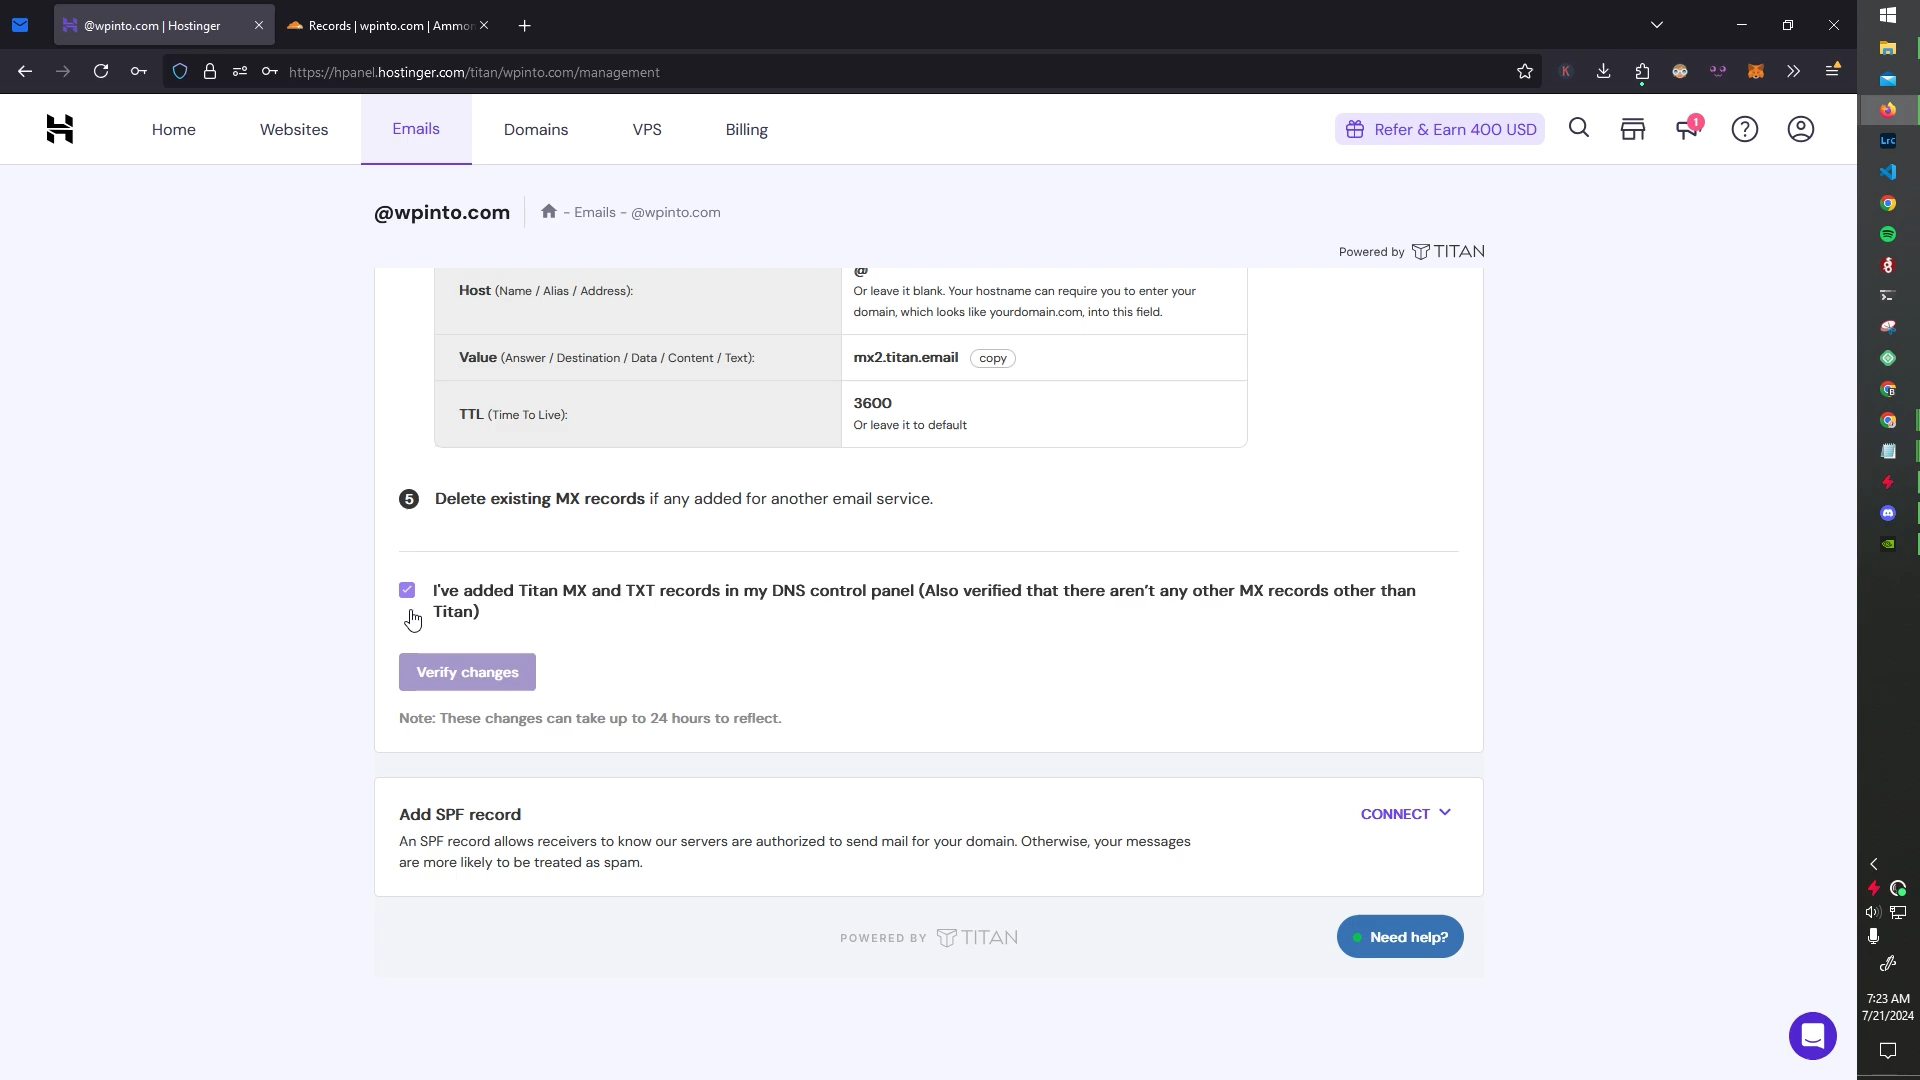 @wpinto.com | Hostinger
Records | wpinto.com | Ammon
https://hpanel.hostinger.com/titan/wpinto.com/management
Home
Websites
Emails
Domains
VPS
Billing
Refer & Earn 400 USD
1
@wpinto.com
- Emails - @wpinto.com
Powered by TITAN
@
Host (Name / Alias / Address):
Or leave it blank. Your hostname can require you to enter your
domain, which looks like yourdomain.com, into this field.
Value (Answer / Destination / Data / Content / Text):
mx2.titan.email
copy
TTL (Time To Live):
3600
Or leave it to default
5 Delete existing MX records if any added for another email service.
I've added Titan MX and TXT records in my DNS control panel (Also verified that there aren’t any other MX records other than
Titan)
Verify changes
Note: These changes can take up to 24 hours to reflect.
Add SPF record
CONNECT
An SPF record allows receivers to know our servers are authorized to send mail for your domain. Otherwise, your messages
are more likely to be treated as spam.
POWERED BY TITAN
Need help?
K
Lrc
7:23 AM
7/21/2024